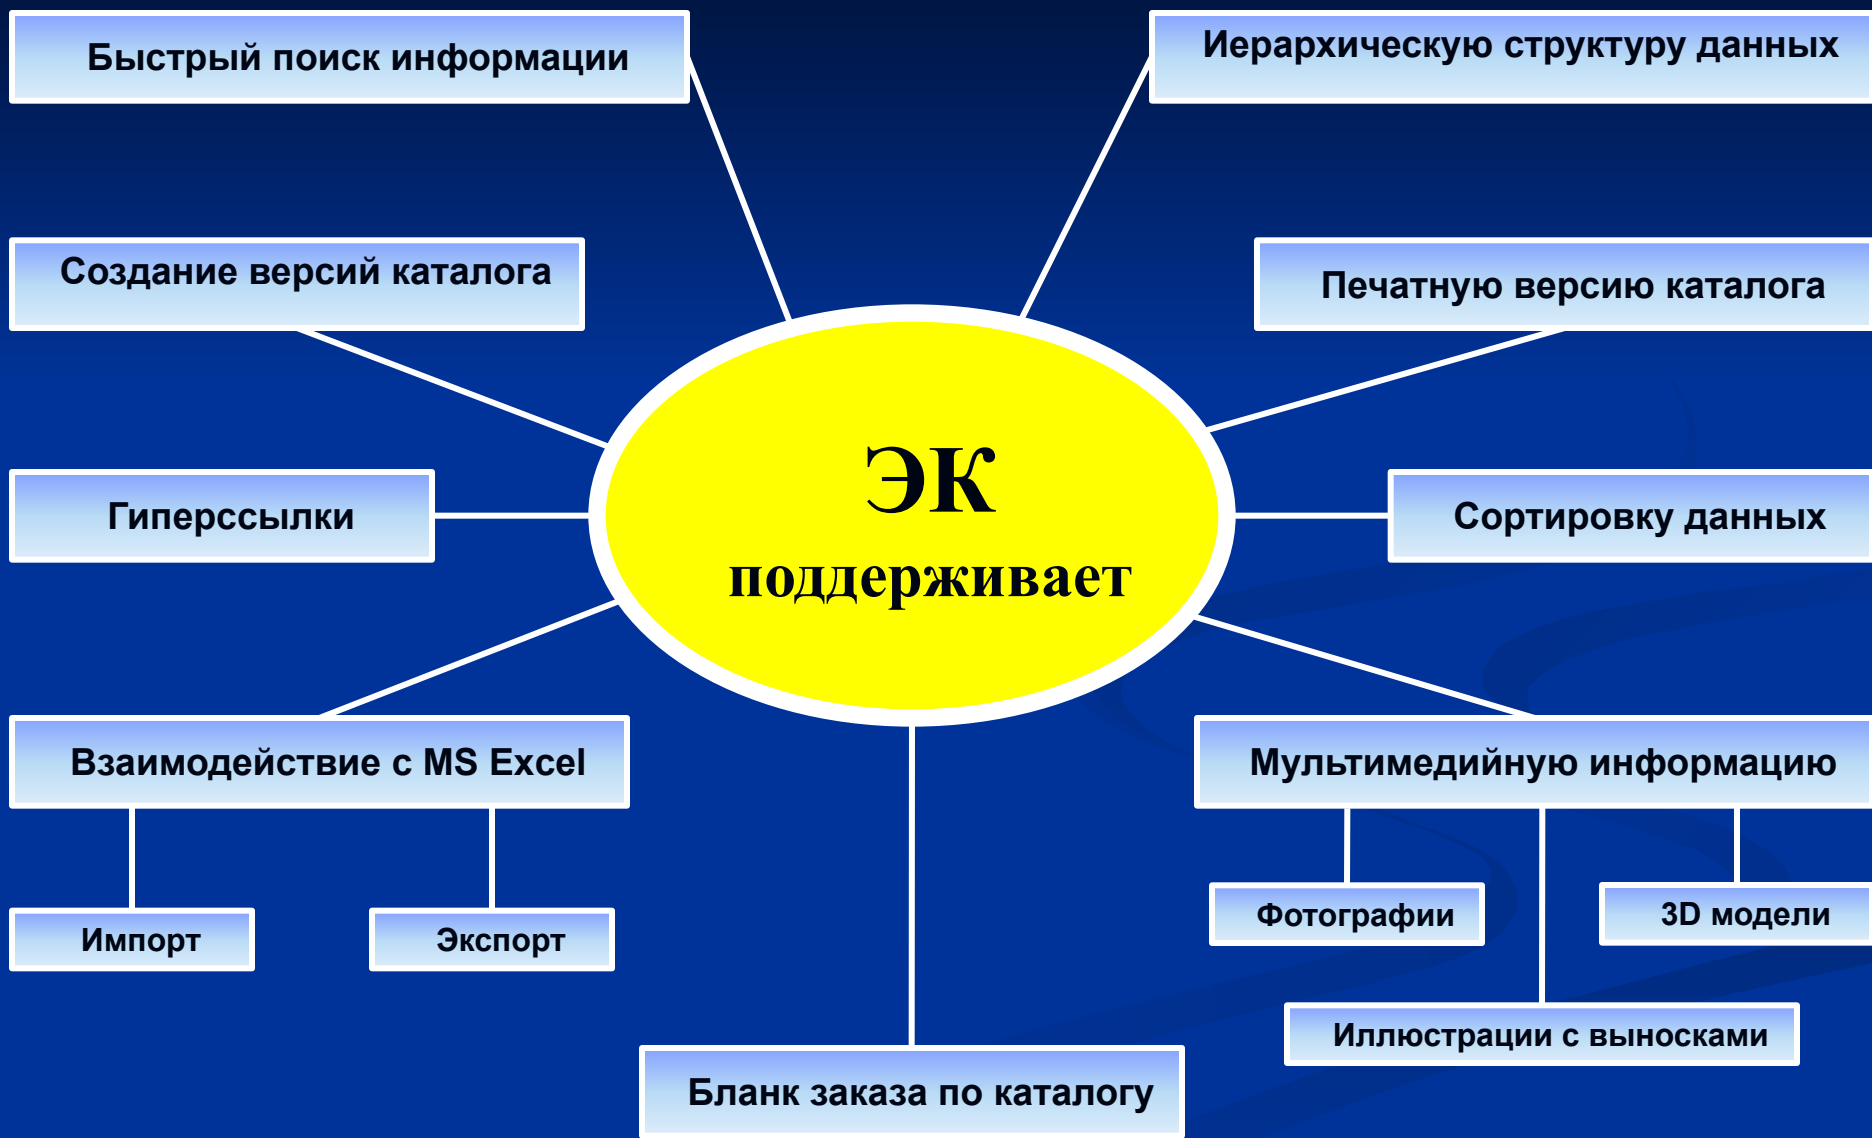 Быстрый поиск информации
Иерархическую структуру данных
Создание версий каталога
Печатную версию каталога
ЭК
поддерживает
Гиперссылки
Сортировку данных
Взаимодействие с MS Excel
Мультимедийную информацию
Импорт
Экспорт
Фотографии
3D модели
Иллюстрации с выносками
Бланк заказа по каталогу